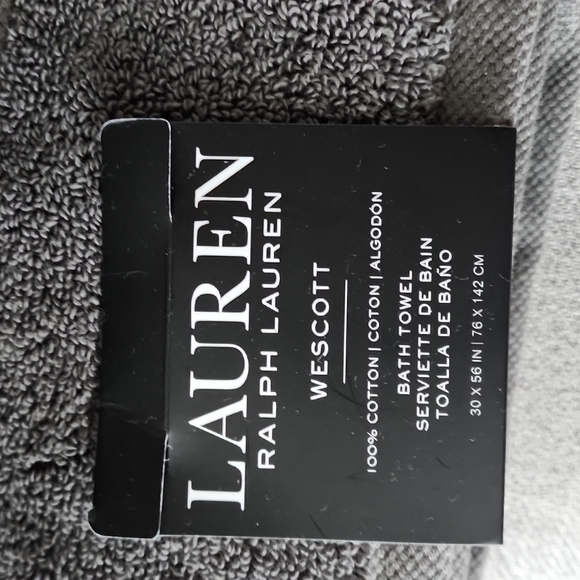 LAUREN
RALPH LAUREN
WESCOTT
100% COTTON | COTON | ALGODÓN
BATH TOWEL
SERVIETTE DE BAIN
TOALLA DE BAÑO
30 X 56 IN | 76 X 142 CM